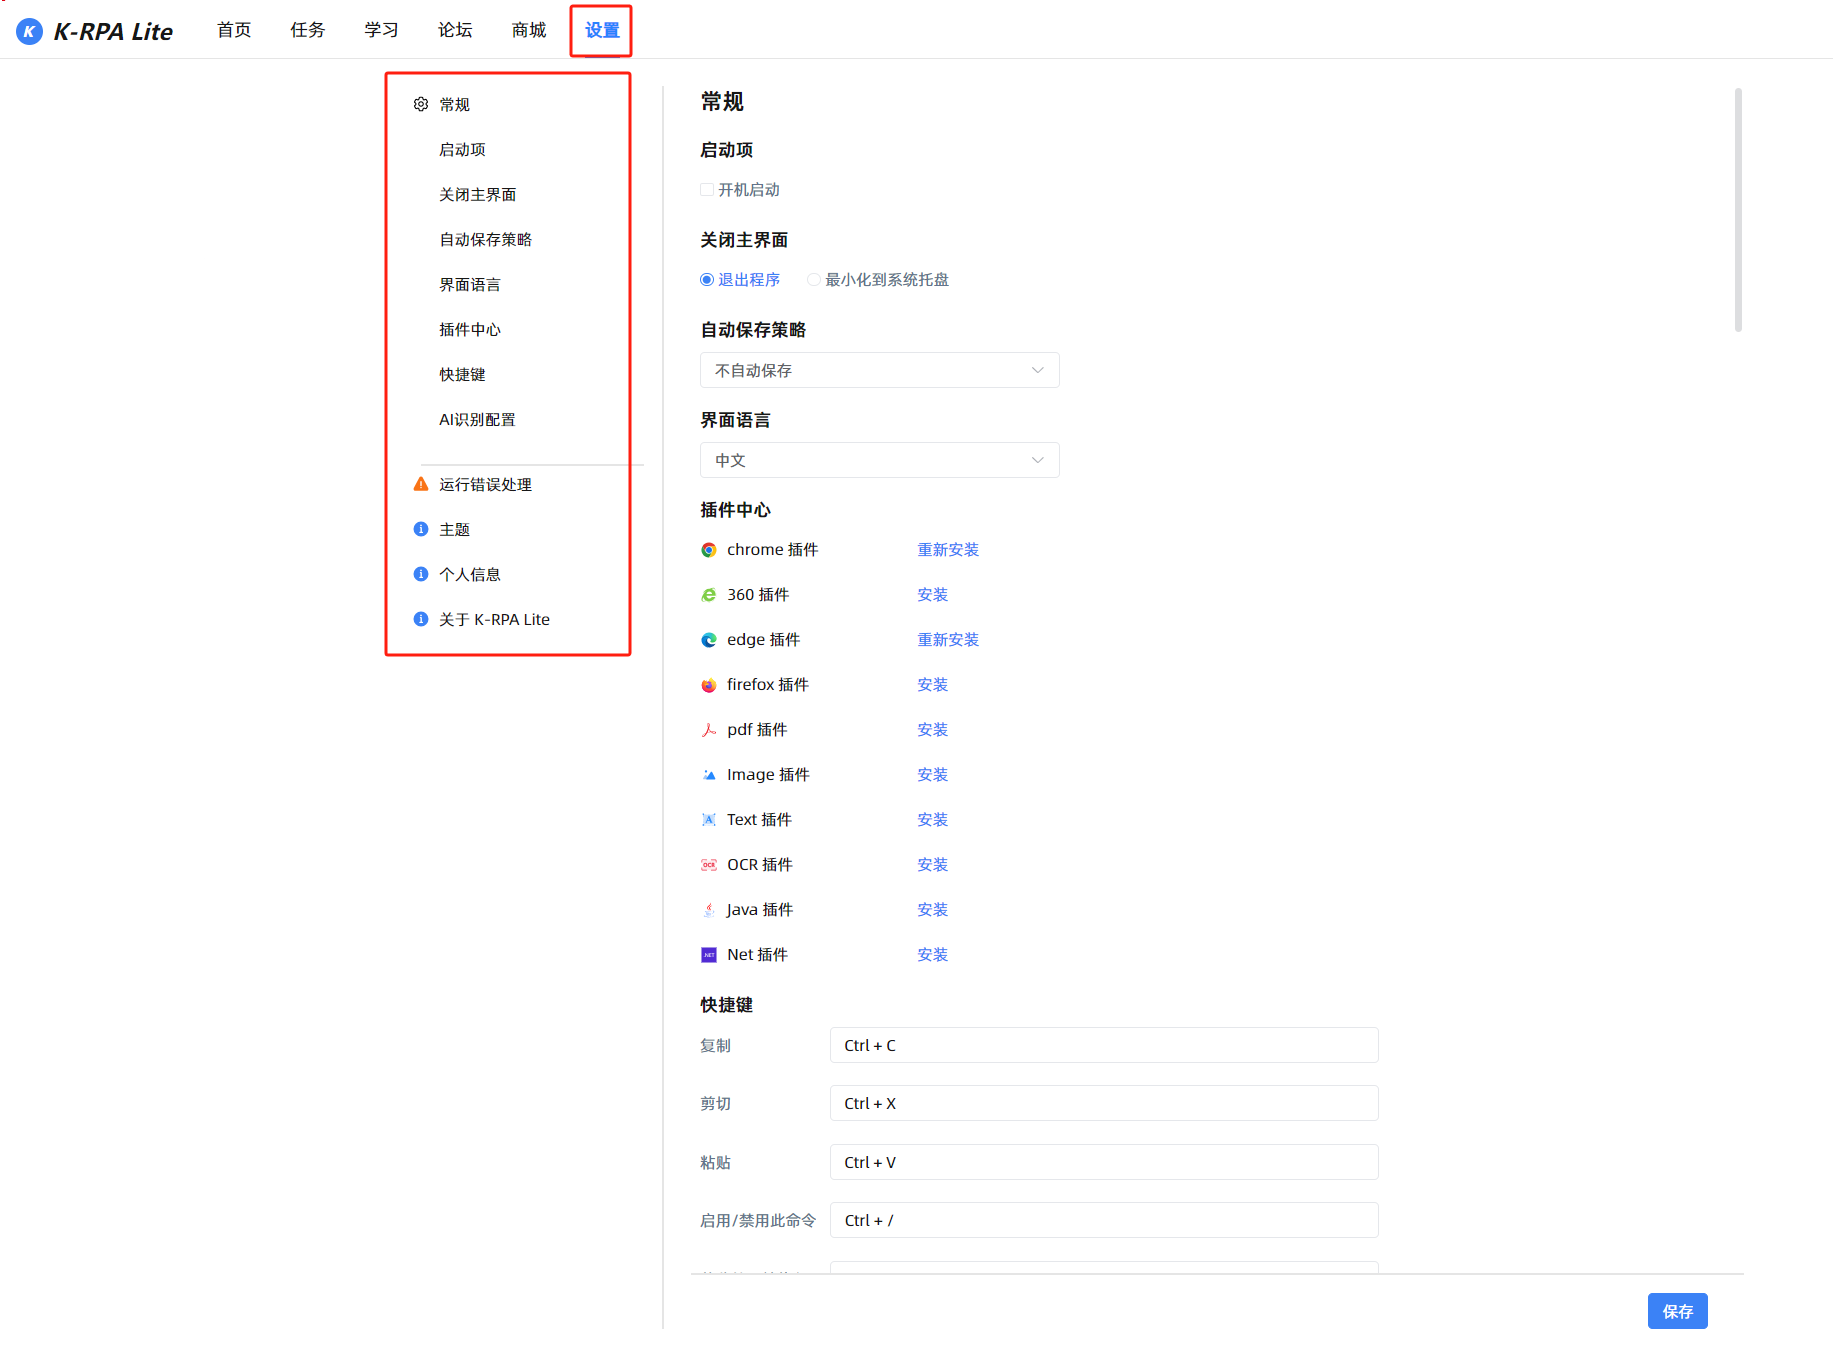 K K-RPA Lite 首页 任务 学习 论坛 商城 设置
常规
启动项
关闭主界面
自动保存策略
界面语言
插件中心
快捷键
AI识别配置
运行错误处理
主题
个人信息
关于 K-RPA Lite
常规
启动项
开机启动
关闭主界面
退出程序 最小化到系统托盘
自动保存策略
不自动保存
界面语言
中文
插件中心
chrome 插件 重新安装
360 插件 安装
edge 插件 重新安装
firefox 插件 安装
pdf 插件 安装
Image 插件 安装
Text 插件 安装
OCR 插件 安装
Java 插件 安装
.NET Net 插件 安装
快捷键
复制 Ctrl + C
剪切 Ctrl + X
粘贴 Ctrl + V
启用/禁用此命令 Ctrl + /
保存